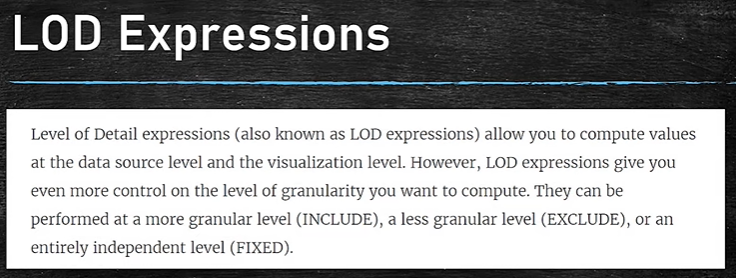 LOD Expressions
Level of Detail expressions (also known as LOD expressions) allow you to compute values
at the data source level and the visualization level. However, LOD expressions give you
even more control on the level of granularity you want to compute. They can be
performed at a more granular level (INCLUDE), a less granular level (EXCLUDE), or an
entirely independent level (FIXED).